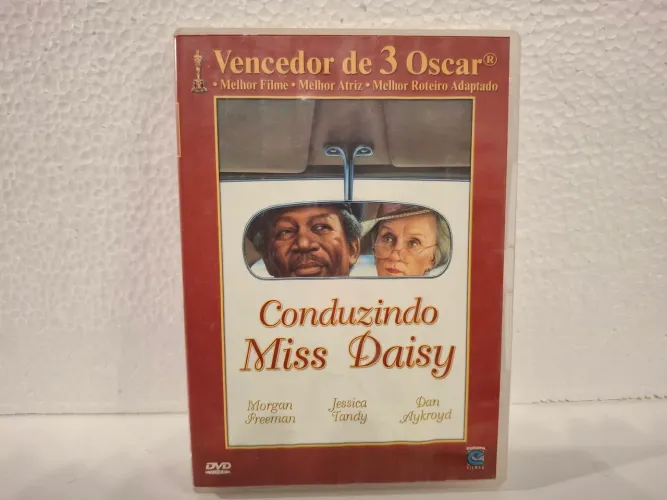 Vencedor de 3 Oscar®
• Melhor Filme • Melhor Atriz • Melhor Roteiro Adaptado
Conduzindo
Miss Daisy
Morgan Freeman
Jessica Tandy
Dan Aykroyd
DVD
FILMES